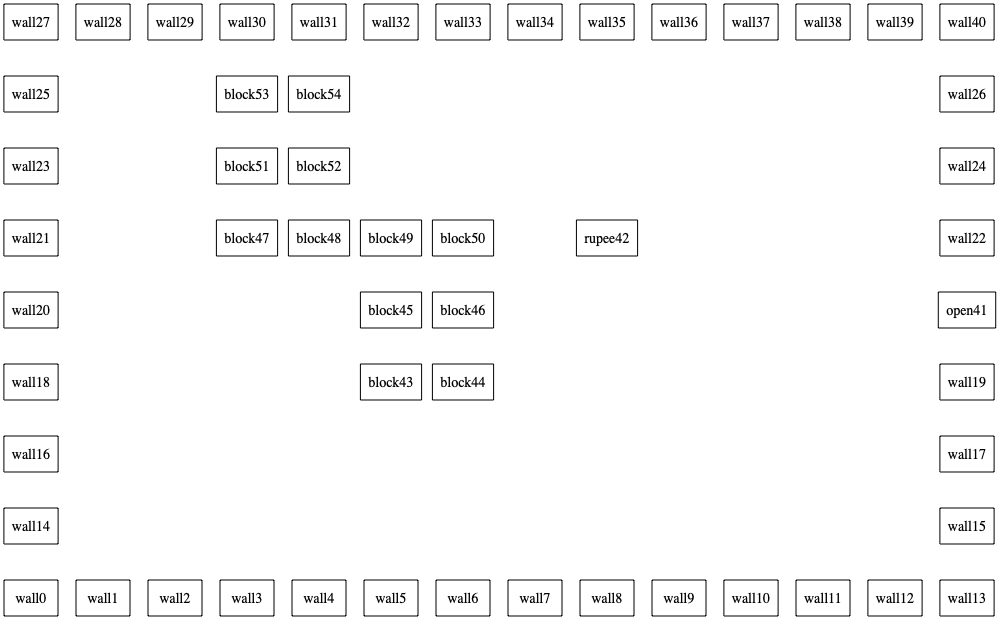 wall27 wall28 wall29 wall30 wall31 wall32 wall33 wall34 wall35 wall36 wall37 wall38 wall39 wall40
wall25 block53 block54 wall26
wall23 block51 block52 wall24
wall21 block47 block48 block49 block50 rupee42 wall22
wall20 block45 block46 open41
wall18 block43 block44 wall19
wall16 wall17
wall14 wall15
wall0 wall1 wall2 wall3 wall4 wall5 wall6 wall7 wall8 wall9 wall10 wall11 wall12 wall13